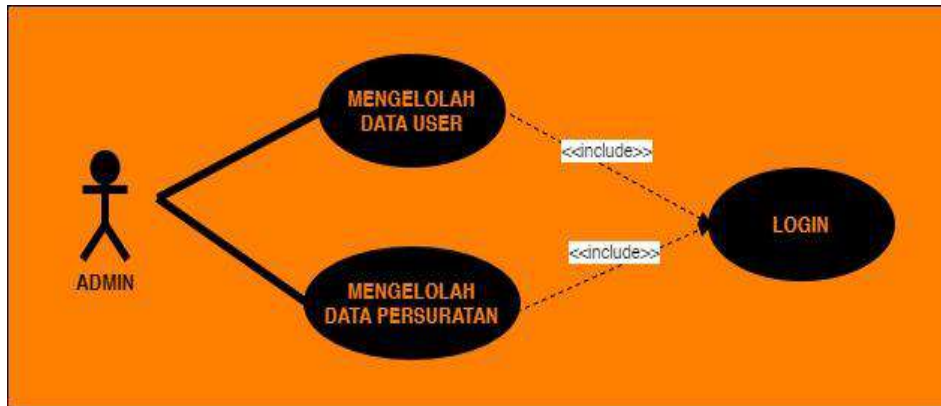 MENGELOLAH
DATA USER
<<include>>
LOGIN
<<include>>
ADMIN
MENGELOLAH
DATA PERSURATAN